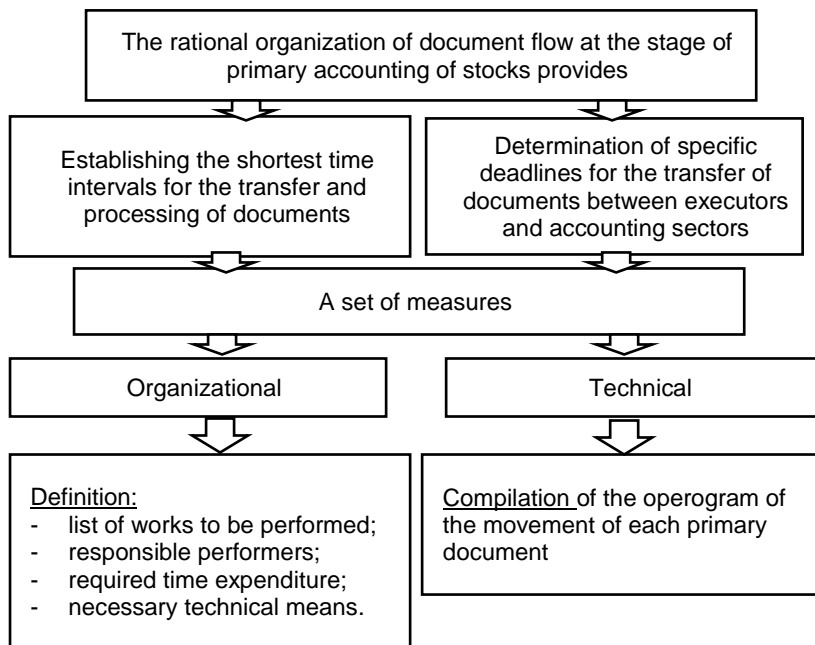 The rational organization of document flow at the stage of
primary accounting of stocks provides
Establishing the shortest time
intervals for the transfer and
processing of documents
Determination of specific
deadlines for the transfer of
documents between executors
and accounting sectors
A set of measures
Organizational
Technical
Definition:
- list of works to be performed;
- responsible performers;
- required time expenditure;
- necessary technical means.
Compilation of the operogram of
the movement of each primary
document